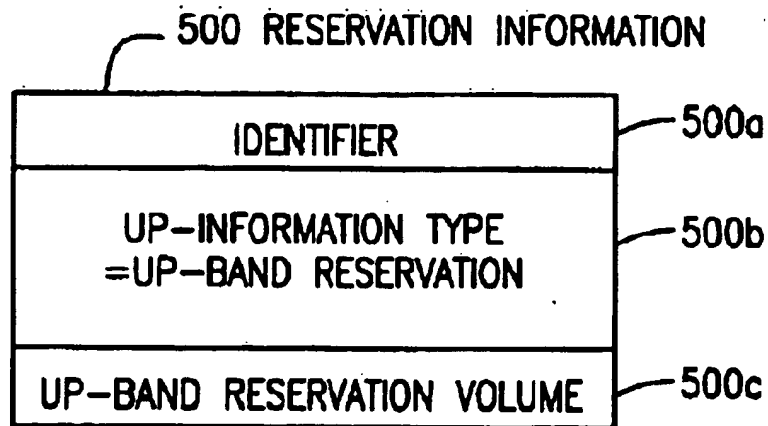 500 RESERVATION INFORMATION
IDENTIFIER
500a
UP-INFORMATION TYPE
=UP-BAND RESERVATION
500b
UP-BAND RESERVATION VOLUME
500c